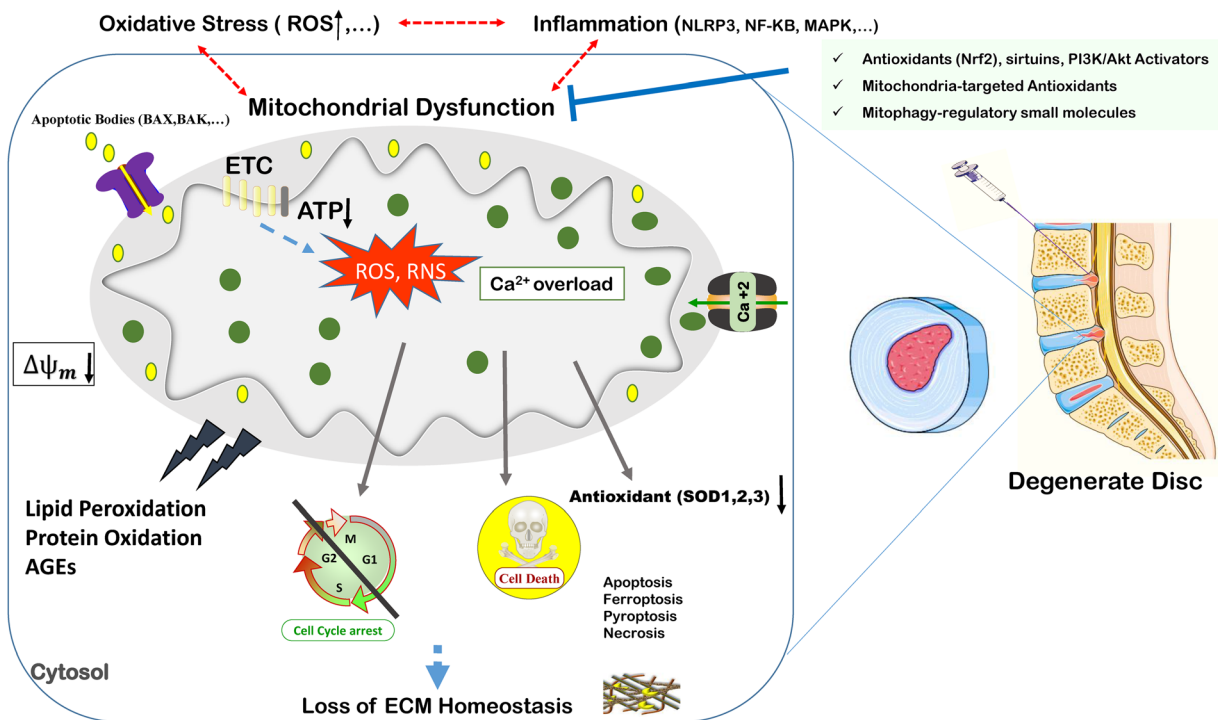 Oxidative Stress ( ROS↑,...)
Inflammation (NLRP3, NF-KB, MAPK,...)
✓ Antioxidants (Nrf2), sirtuins, PI3K/Akt Activators
✓ Mitochondria-targeted Antioxidants
✓ Mitophagy-regulatory small molecules
Mitochondrial Dysfunction
Apoptotic Bodies (BAX,BAK,...)
ETC
ATP↓
ROS, RNS
Ca²⁺ overload
Ca +2
Δψₘ↓
Lipid Peroxidation
Protein Oxidation
AGEs
Antioxidant (SOD1,2,3)↓
Degenerate Disc
M
G1
G2
S
Cell Cycle arrest
Cell Death
Apoptosis
Ferroptosis
Pyroptosis
Necrosis
Cytosol
Loss of ECM Homeostasis